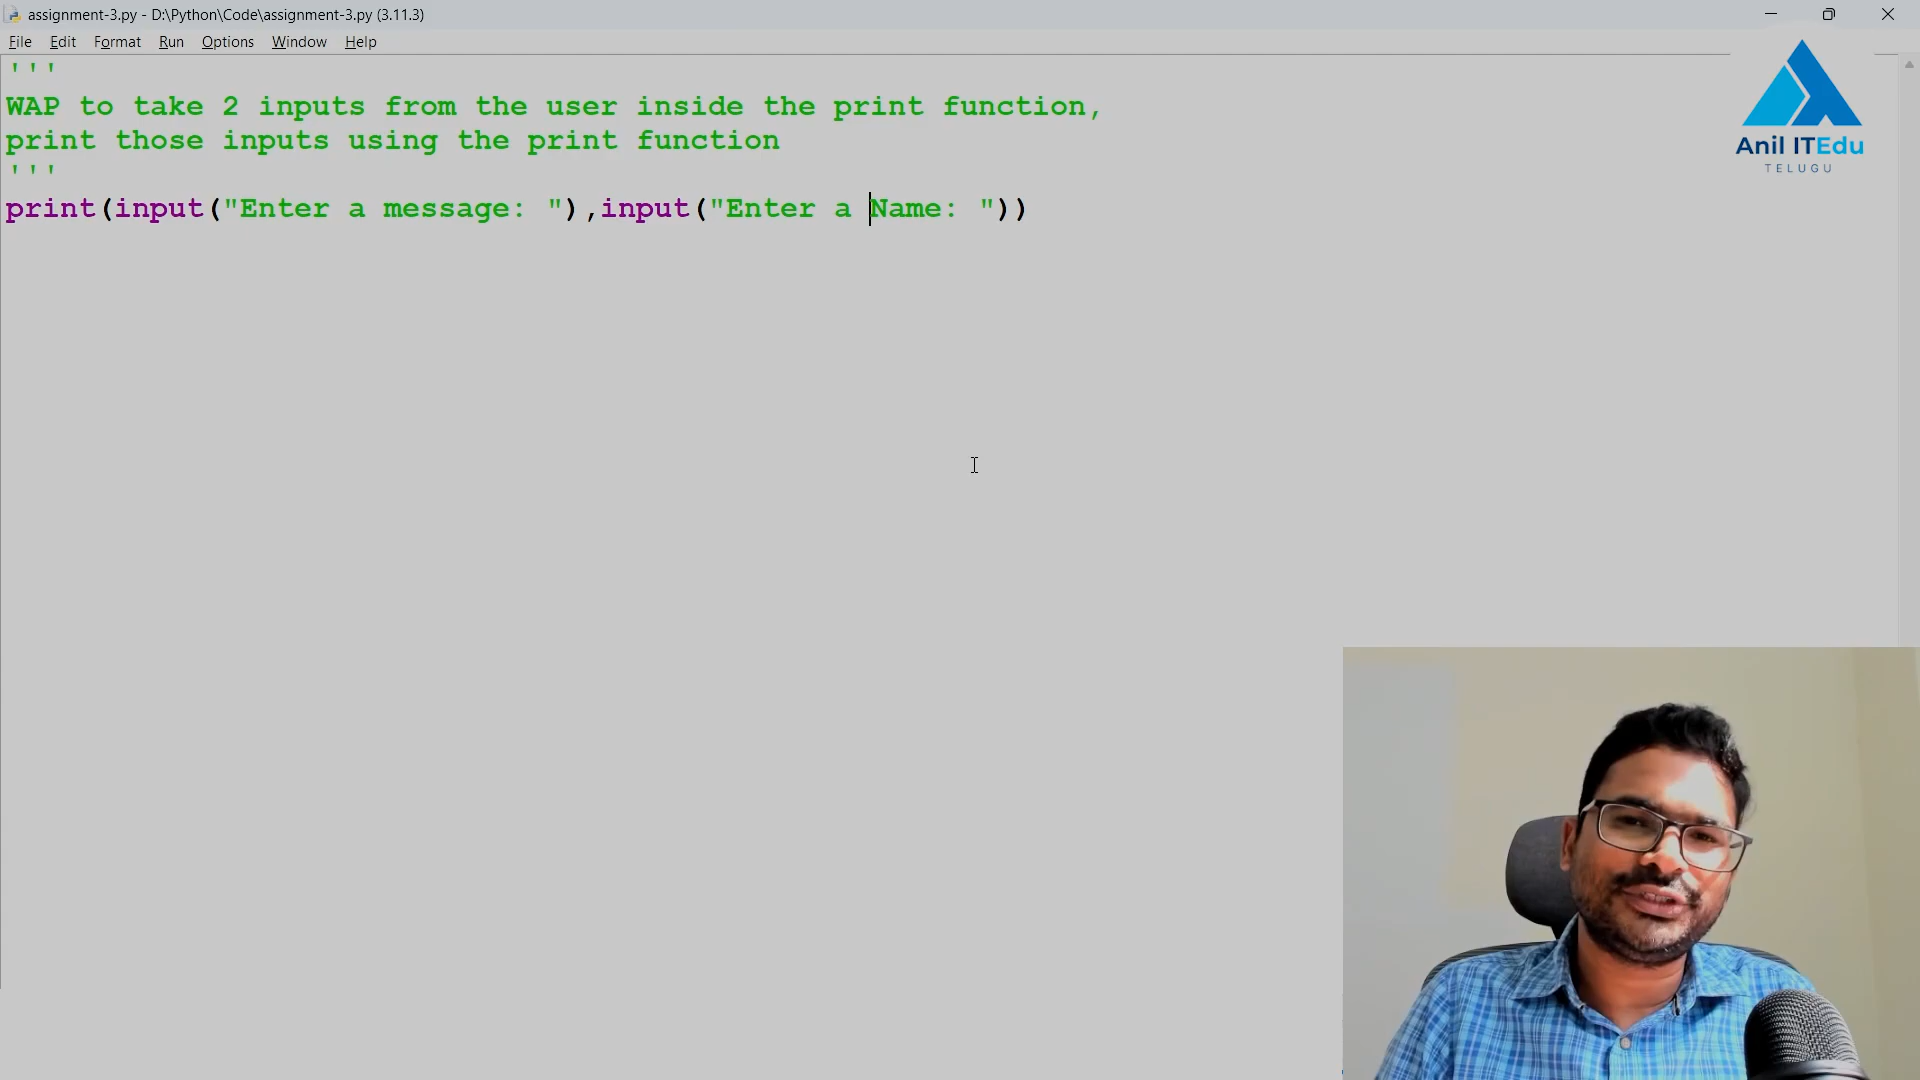 assignment-3.py - D:\Python\Code\assignment-3.py (3.11.3)
File Edit Format Run Options Window Help
'''
WAP to take 2 inputs from the user inside the print function,
print those inputs using the print function
'''
print(input("Enter a message: "),input("Enter a Name: "))
Anil ITEdu
TELUGU